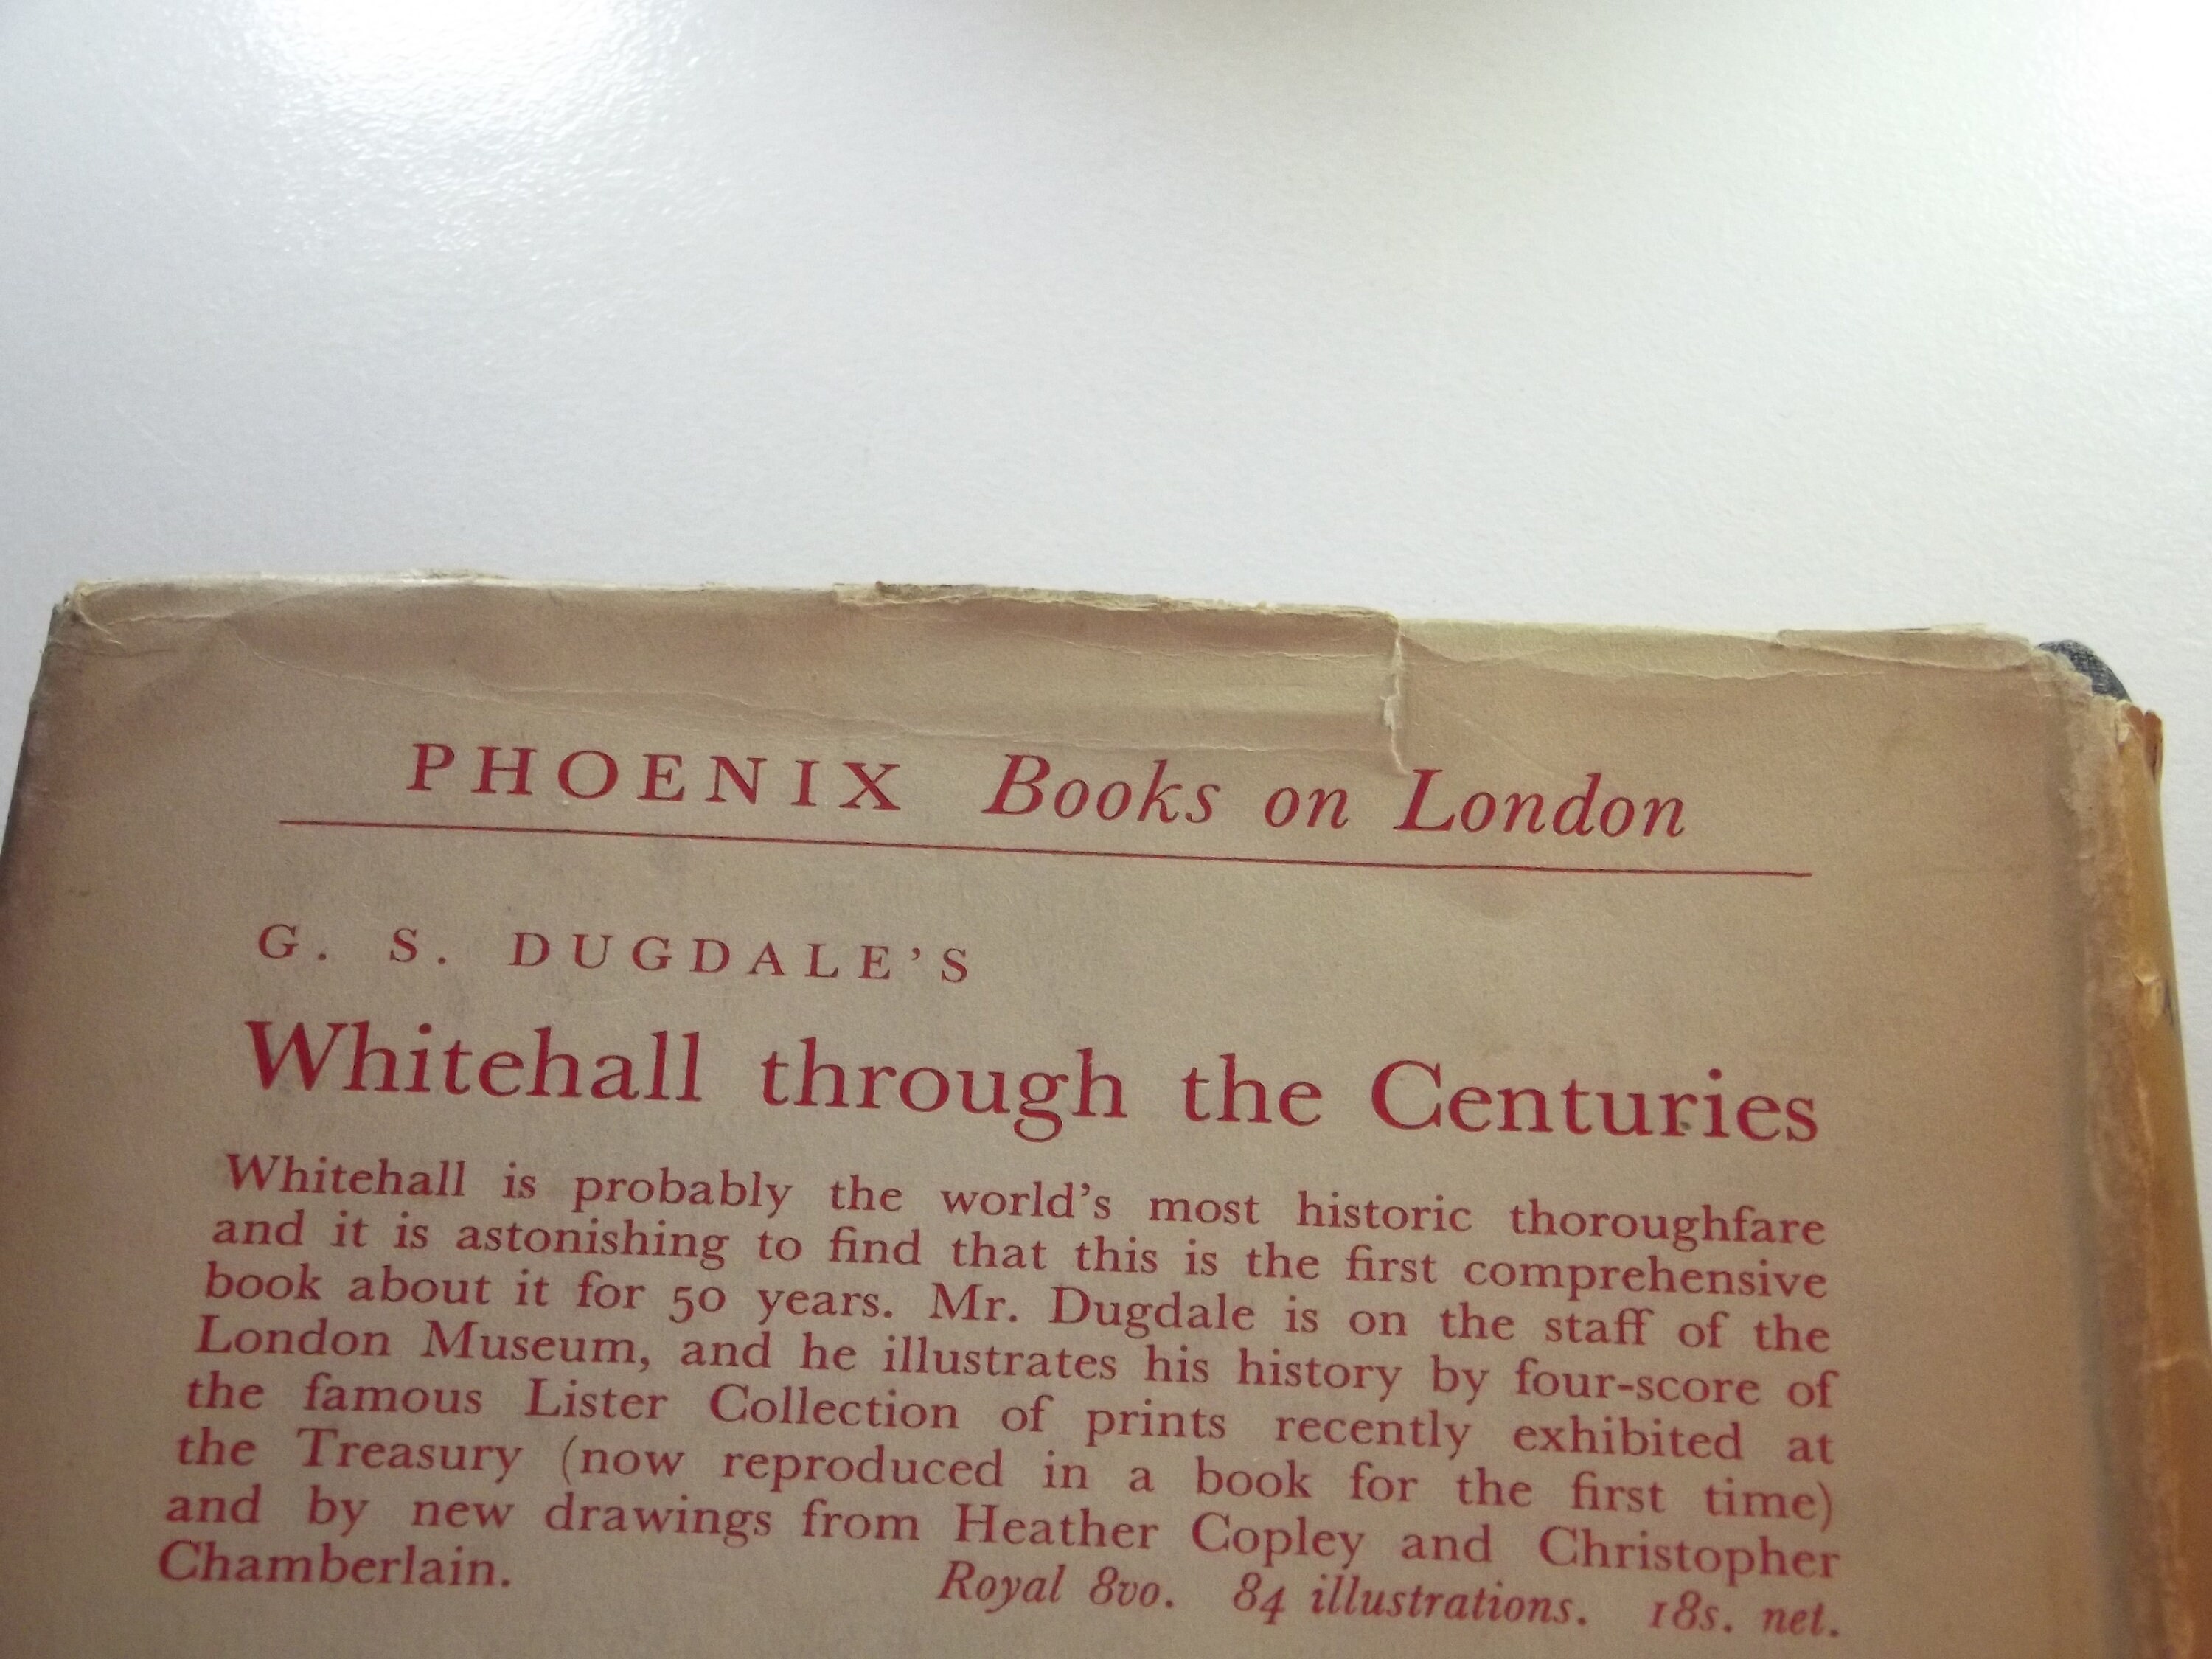 PHOENIX Books on London
G. S. DUGDALE'S
Whitehall through the Centuries
Whitehall is probably the world's most historic thoroughfare
and it is astonishing to find that this is the first comprehensive
book about it for 50 years. Mr. Dugdale is on the staff of the
London Museum, and he illustrates his history by four-score of
the famous Lister Collection of prints recently exhibited at
the Treasury (now reproduced in a book for the first time)
and by new drawings from Heather Copley and Christopher
Chamberlain. Royal 8vo. 84 illustrations. 18s. net.